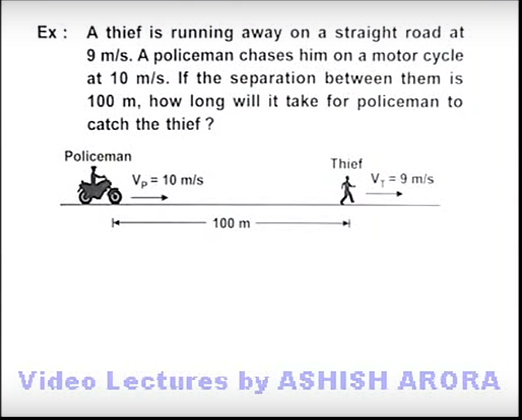 Ex : A thief is running away on a straight road at
9 m/s. A policeman chases him on a motor cycle
at 10 m/s. If the separation between them is
100 m, how long will it take for policeman to
catch the thief ?
Policeman
Thief
V_P = 10 m/s
V_T = 9 m/s
100 m
Video Lectures by ASHISH ARORA